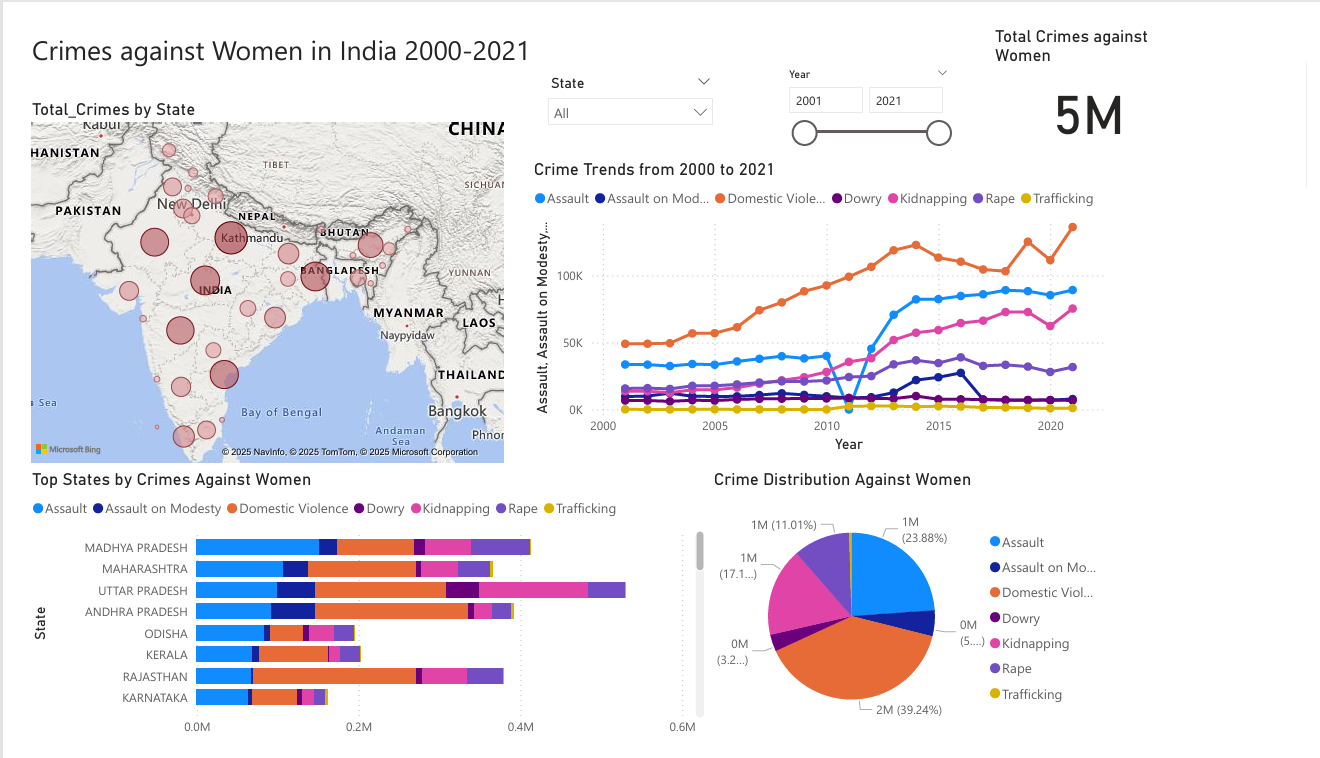 Crimes against Women in India 2000-2021
Total Crimes against
Women
5M
State
All
Year
2001
2021
Total_Crimes by State
Kabul
CHINA
HANISTAN
TIBET
SICHUAN
PAKISTAN
New Delhi
NEPAL
Kathmandu
BHUTAN
BANGLADESH
YUNNAN
INDIA
MYANMAR
Naypyidaw
LAOS
H
THAILAND
Bangkok
Phnor
a Sea
Bay of Bengal
Andaman
Sea
Microsoft Bing
© 2025 NavInfo, © 2025 TomTom, © 2025 Microsoft Corporation
Crime Trends from 2000 to 2021
Assault Assault on Mod... Domestic Viole... Dowry Kidnapping Rape Trafficking
Assault, Assault on Modesty,...
100K
50K
0K
2000 2005 2010 2015 2020
Year
Top States by Crimes Against Women
Assault Assault on Modesty Domestic Violence Dowry Kidnapping Rape Trafficking
State
MADHYA PRADESH
MAHARASHTRA
UTTAR PRADESH
ANDHRA PRADESH
ODISHA
KERALA
RAJASTHAN
KARNATAKA
0.0M 0.2M 0.4M 0.6M
Crime Distribution Against Women
1M (11.01%)
1M
(23.88%)
1M
(17.1...)
0M
(5....)
0M
(3.2...)
2M (39.24%)
Assault
Assault on Mo...
Domestic Viol...
Dowry
Kidnapping
Rape
Trafficking